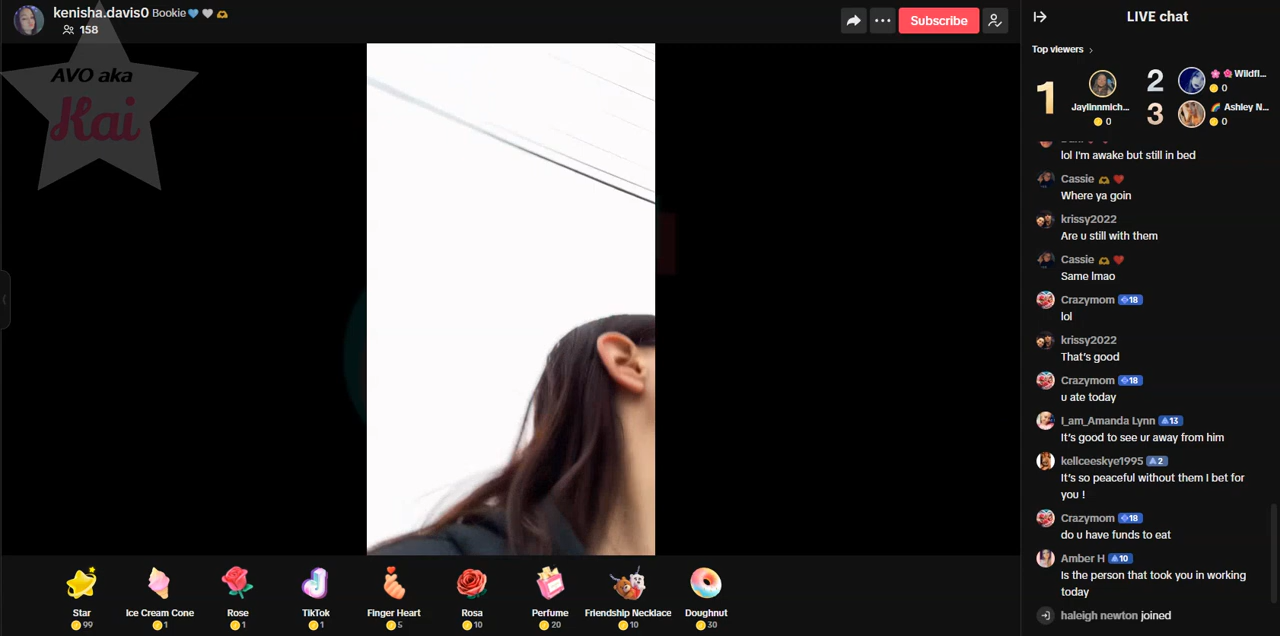 kenisha.davis0 Bookie
158
AVO aka
Kai
Subscribe
LIVE chat
Top viewers
1
Jaylinnmich...
0
2
Wildfl...
0
3
Ashley N...
0
lol I'm awake but still in bed
Cassie
Where ya goin
krissy2022
Are u still with them
Cassie
Same lmao
Crazymom 18
lol
krissy2022
That's good
Crazymom 18
u ate today
I_am_Amanda Lynn 13
It's good to see ur away from him
kellceeskye1995 2
It's so peaceful without them I bet for
you !
Crazymom 18
do u have funds to eat
Amber H 10
Is the person that took you in working
today
haleigh newton joined
Star
99
Ice Cream Cone
1
Rose
1
TikTok
1
Finger Heart
5
Rosa
10
Perfume
20
Friendship Necklace
10
Doughnut
30